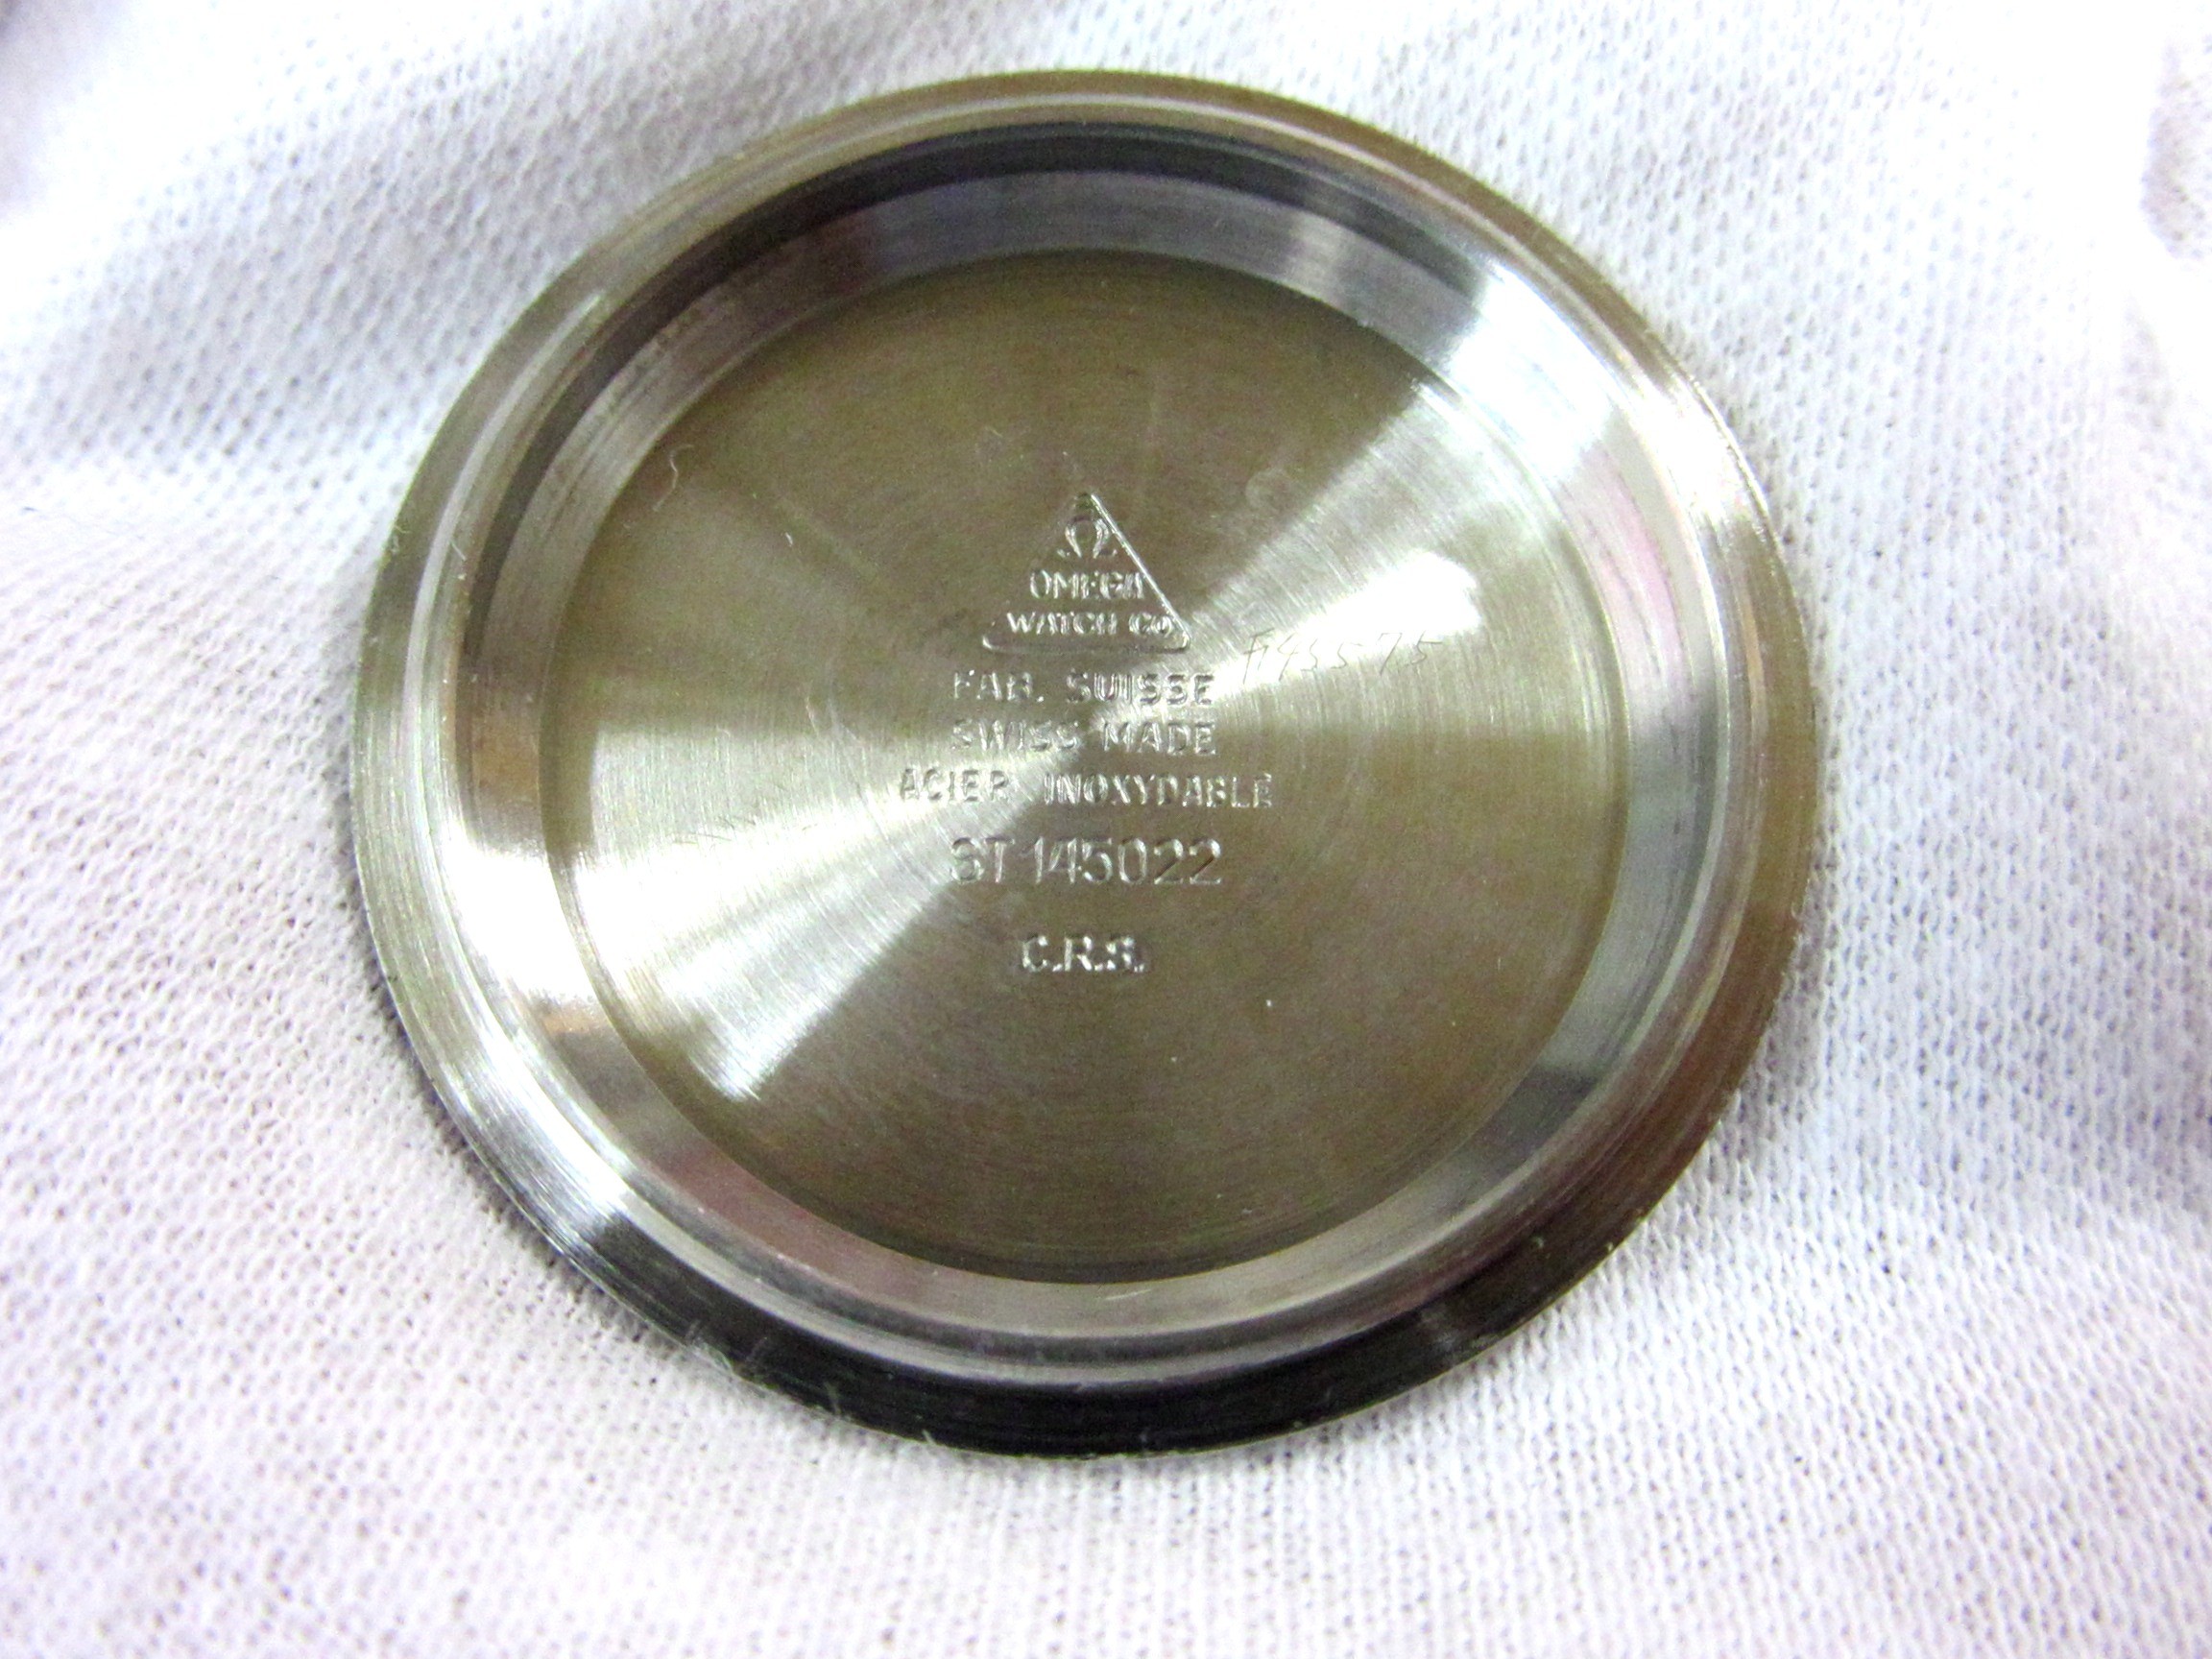 Ω
OMEGA
WATCH CO
FAB. SUISSE
SWISS MADE
ACIER INOXYDABLE
ST 145022
C.R.S.